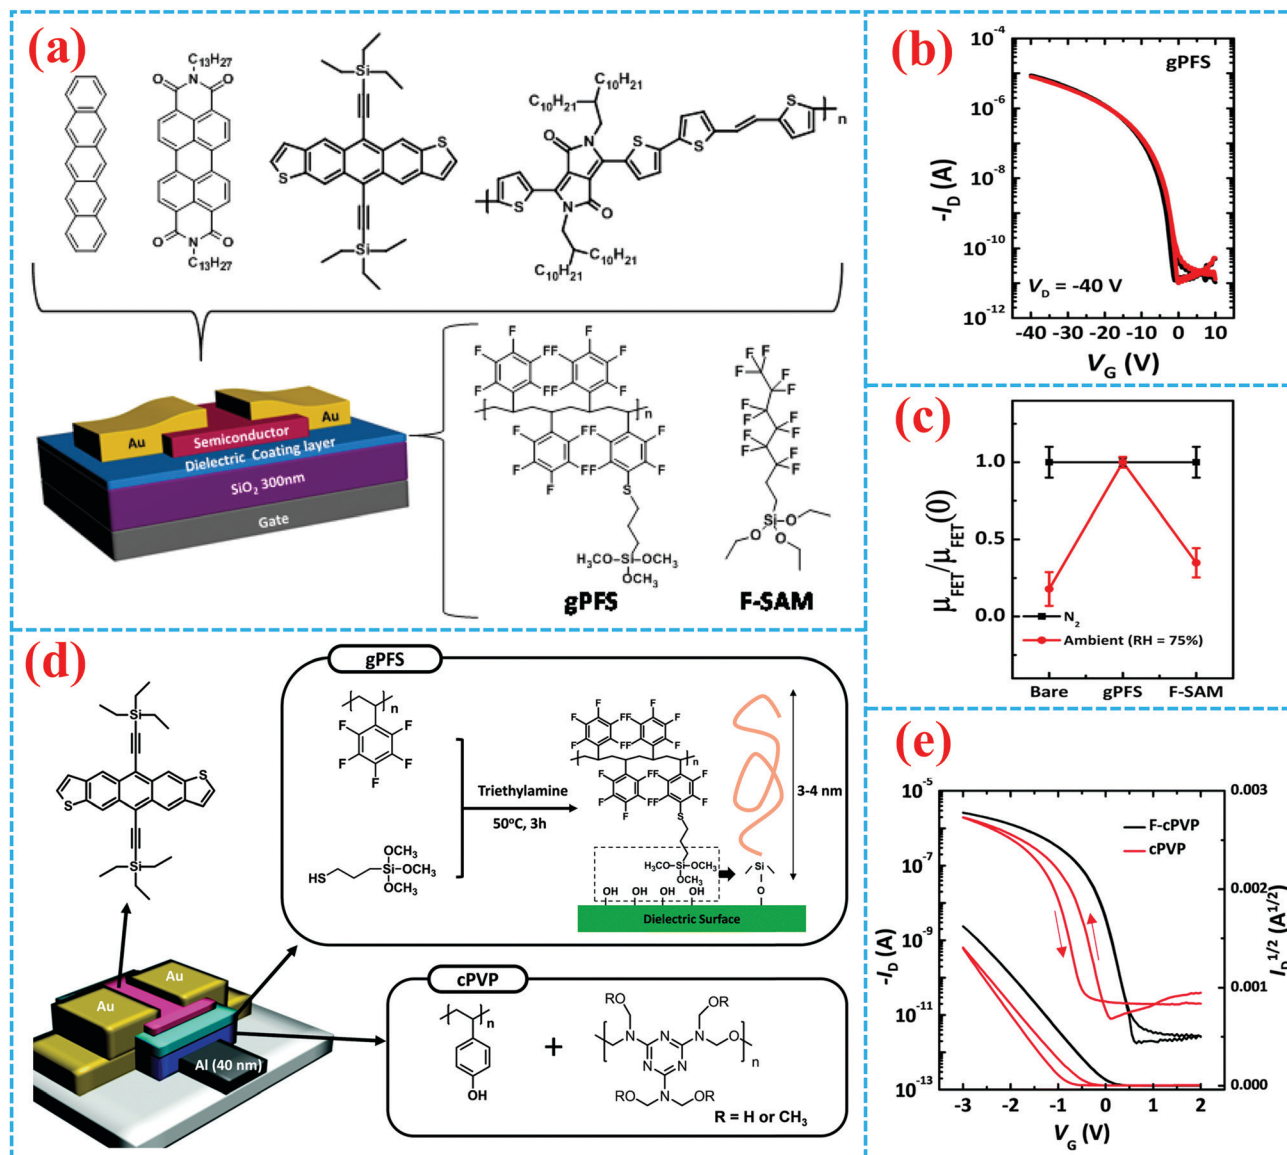 (a)
C13H27
O N O
O N O
C13H27
Si
S
S
Si
C10H21
C10H21
N
O
S
S
S
n
S
O
N
C10H21
C10H21
Au
Au
Semiconductor
Dielectric Coating layer
SiO2 300nm
Gate
F
F
F
F
F
FF
F
F
F
n
F
FF
F
F
F
F
F
F
S
H3CO-Si-OCH3
OCH3
gPFS
F F
F
F
F
F
F
F
F
F
F
F
F
Si
O
O
O
F-SAM
(b)
gPFS
10-4
10-6
10-8
10-10
10-12
-ID (A)
VD = -40 V
-40 -30 -20 -10 0 10
VG (V)
(c)
1.0
0.5
0.0
μFET/μFET(0)
N2
Ambient (RH = 75%)
Bare gPFS F-SAM
(d)
Si
S
S
Si
Au
Au
Al (40 nm)
gPFS
n
F
F
F
F
F
HS
OCH3
Si-OCH3
OCH3
Triethylamine
50oC, 3h
F
F
F
F
F
FF
F
F
F
n
F
FF
F
F
F
F
F
F
S
H3CO-Si-OCH3
OCH3
OH OH OH OH
Si
O
3-4 nm
Dielectric Surface
cPVP
n
OH
+
RO
OR
N
N
N
N
N
N
O
n
RO
OR
R = H or CH3
(e)
10-5
10-7
10-9
10-11
10-13
-ID (A)
F-cPVP
cPVP
0.003
0.002
0.001
0.000
ID1/2 (A1/2)
-3 -2 -1 0 1 2
VG (V)